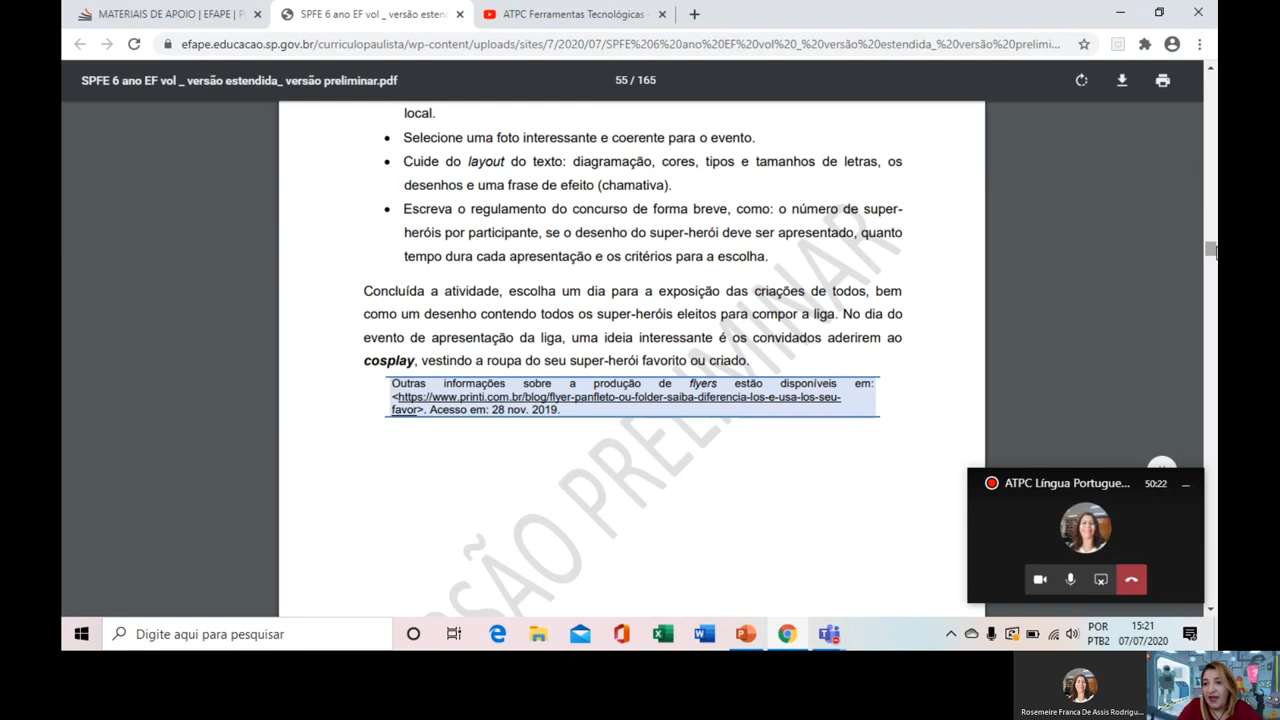 MATERIAIS DE APOIO | EFAPE | P
SPFE 6 ano EF vol _ versão esten
ATPC Ferramentas Tecnológicas -
efape.educacao.sp.gov.br/curriculopaulista/wp-content/uploads/sites/7/2020/07/SPFE%206%20ano%20EF%20vol%20_%20versão%20estendida_%20versão%20prelimi...
SPFE 6 ano EF vol _ versão estendida_ versão preliminar.pdf
55 / 165
local.
• Selecione uma foto interessante e coerente para o evento.
• Cuide do layout do texto: diagramação, cores, tipos e tamanhos de letras, os
desenhos e uma frase de efeito (chamativa).
• Escreva o regulamento do concurso de forma breve, como: o número de super-
heróis por participante, se o desenho do super-herói deve ser apresentado, quanto
tempo dura cada apresentação e os critérios para a escolha.
Concluída a atividade, escolha um dia para a exposição das criações de todos, bem
como um desenho contendo todos os super-heróis eleitos para compor a liga. No dia do
evento de apresentação da liga, uma ideia interessante é os convidados aderirem ao
cosplay, vestindo a roupa do seu super-herói favorito ou criado.
Outras informações sobre a produção de flyers estão disponíveis em:
<https://www.printi.com.br/blog/flyer-panfleto-ou-folder-saiba-diferencia-los-e-usa-los-seu-
favor>. Acesso em: 28 nov. 2019.
VERSÃO PRELIMINAR
ATPC Língua Portugue... 50:22
Digite aqui para pesquisar
POR
PTB2
15:21
07/07/2020
Rosemeire Franca De Assis Rodrigu...